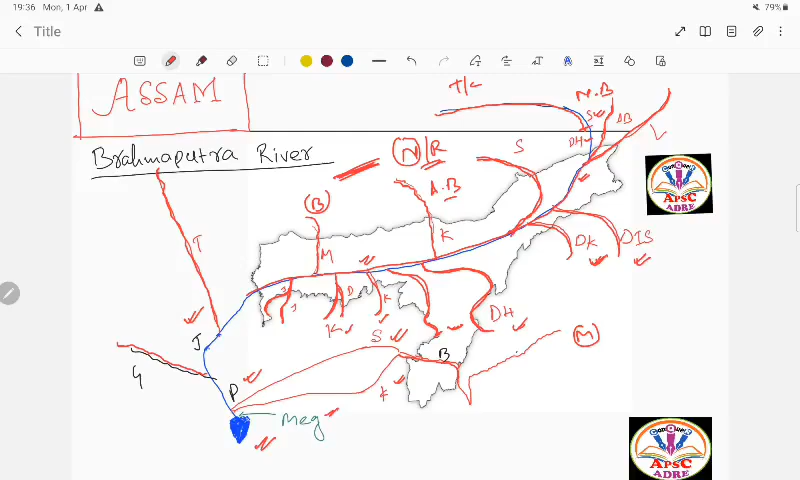 19:36 Mon, 1 Apr
79%
Title
ASSAM
Brahmaputra River
N R
N.B
S
DB
DH
L
S
B
A.B
T
M
K
DK
DIS
J
D
K
K
DH
J
S
B
M
G
P
K
Meg
APSC
ADRE
APSC
ADRE